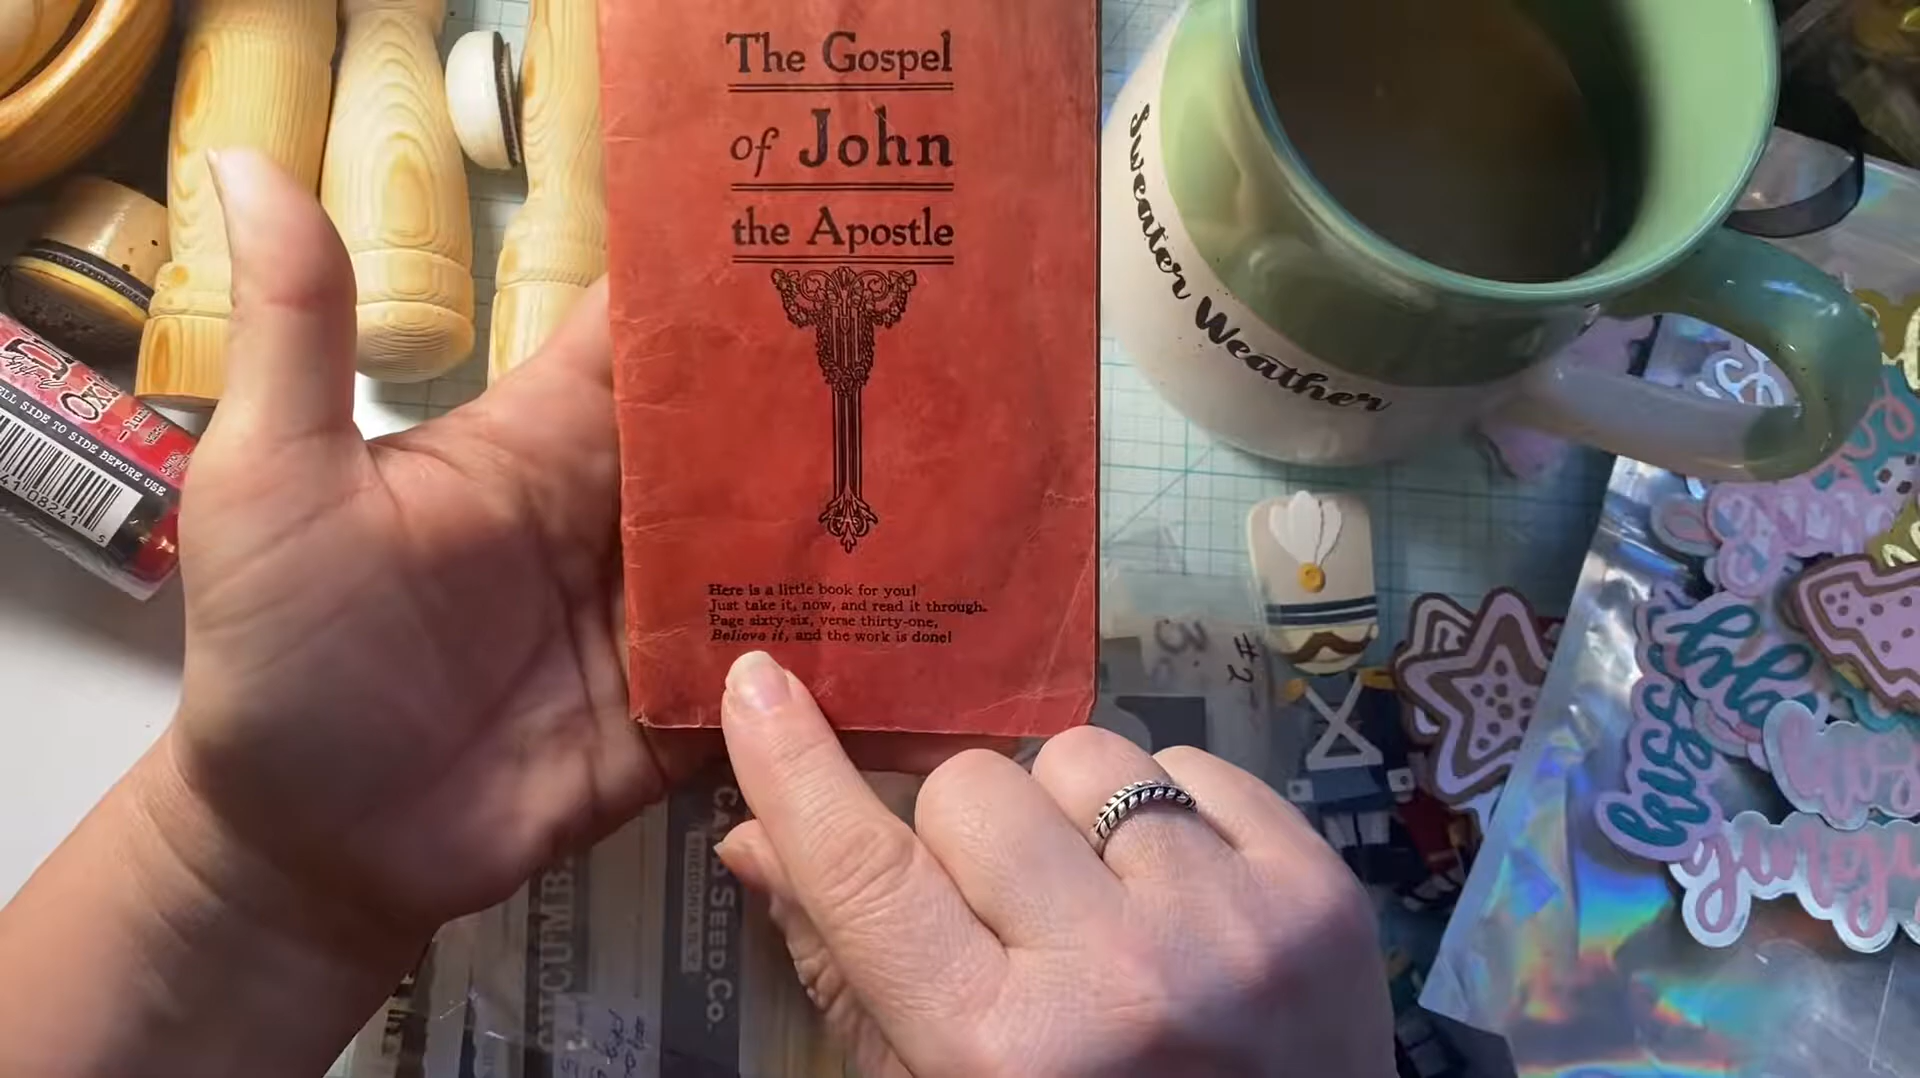 The Gospel
of John
the Apostle
Here is a little book for you!
Just take it, now, and read it through.
Page sixty-six, verse thirty-one,
Believe it, and the work is done!
Sweater Weather
SIDE TO SIDE BEFORE USE
#2
SEED.CO.